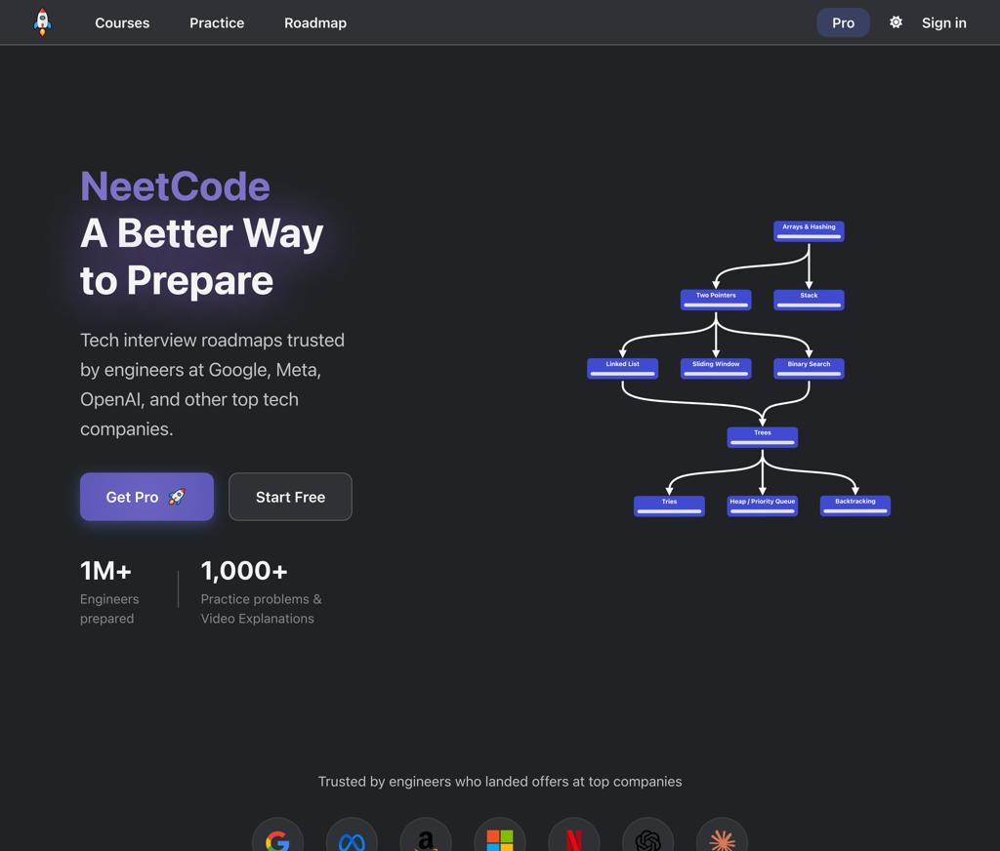 Courses
Practice
Roadmap
Pro
Sign in
NeetCode
A Better Way
to Prepare
Tech interview roadmaps trusted
by engineers at Google, Meta,
OpenAI, and other top tech
companies.
Get Pro
Start Free
1M+
Engineers
prepared
1,000+
Practice problems &
Video Explanations
Arrays & Hashing
Two Pointers
Stack
Linked List
Sliding Window
Binary Search
Trees
Tries
Heap / Priority Queue
Backtracking
Trusted by engineers who landed offers at top companies